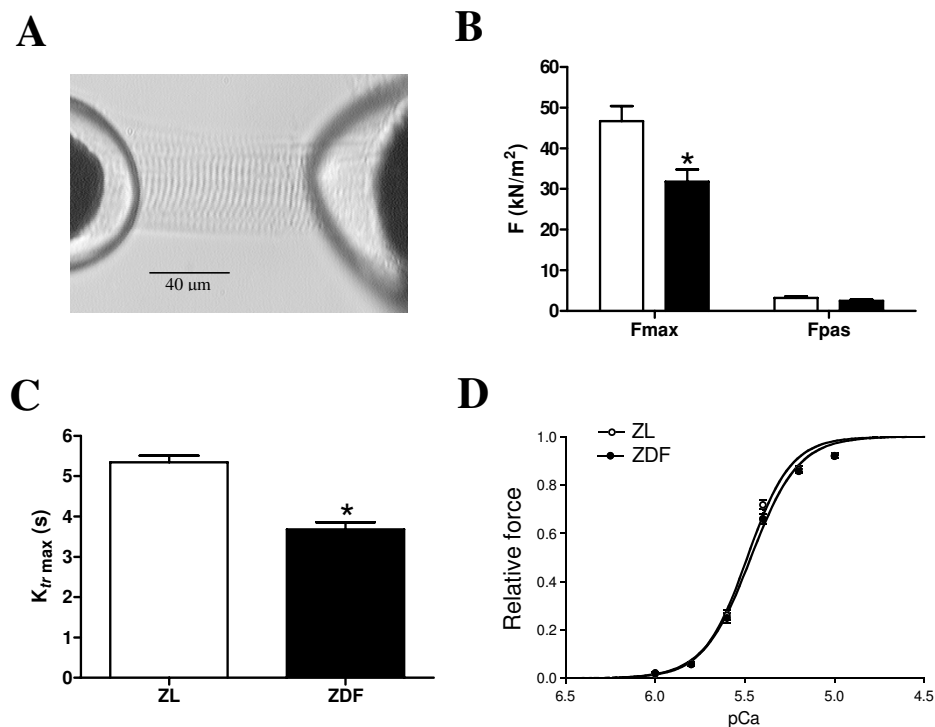 A
40 µm
B
F (kN/m²)
60
50
40
30
20
10
0
*
Fmax
Fpas
C
K_tr max (s)
6
5
4
3
2
1
0
*
ZL
ZDF
D
Relative force
1.0
0.8
0.6
0.4
0.2
0.0
ZL
ZDF
6.5
6.0
5.5
5.0
4.5
pCa